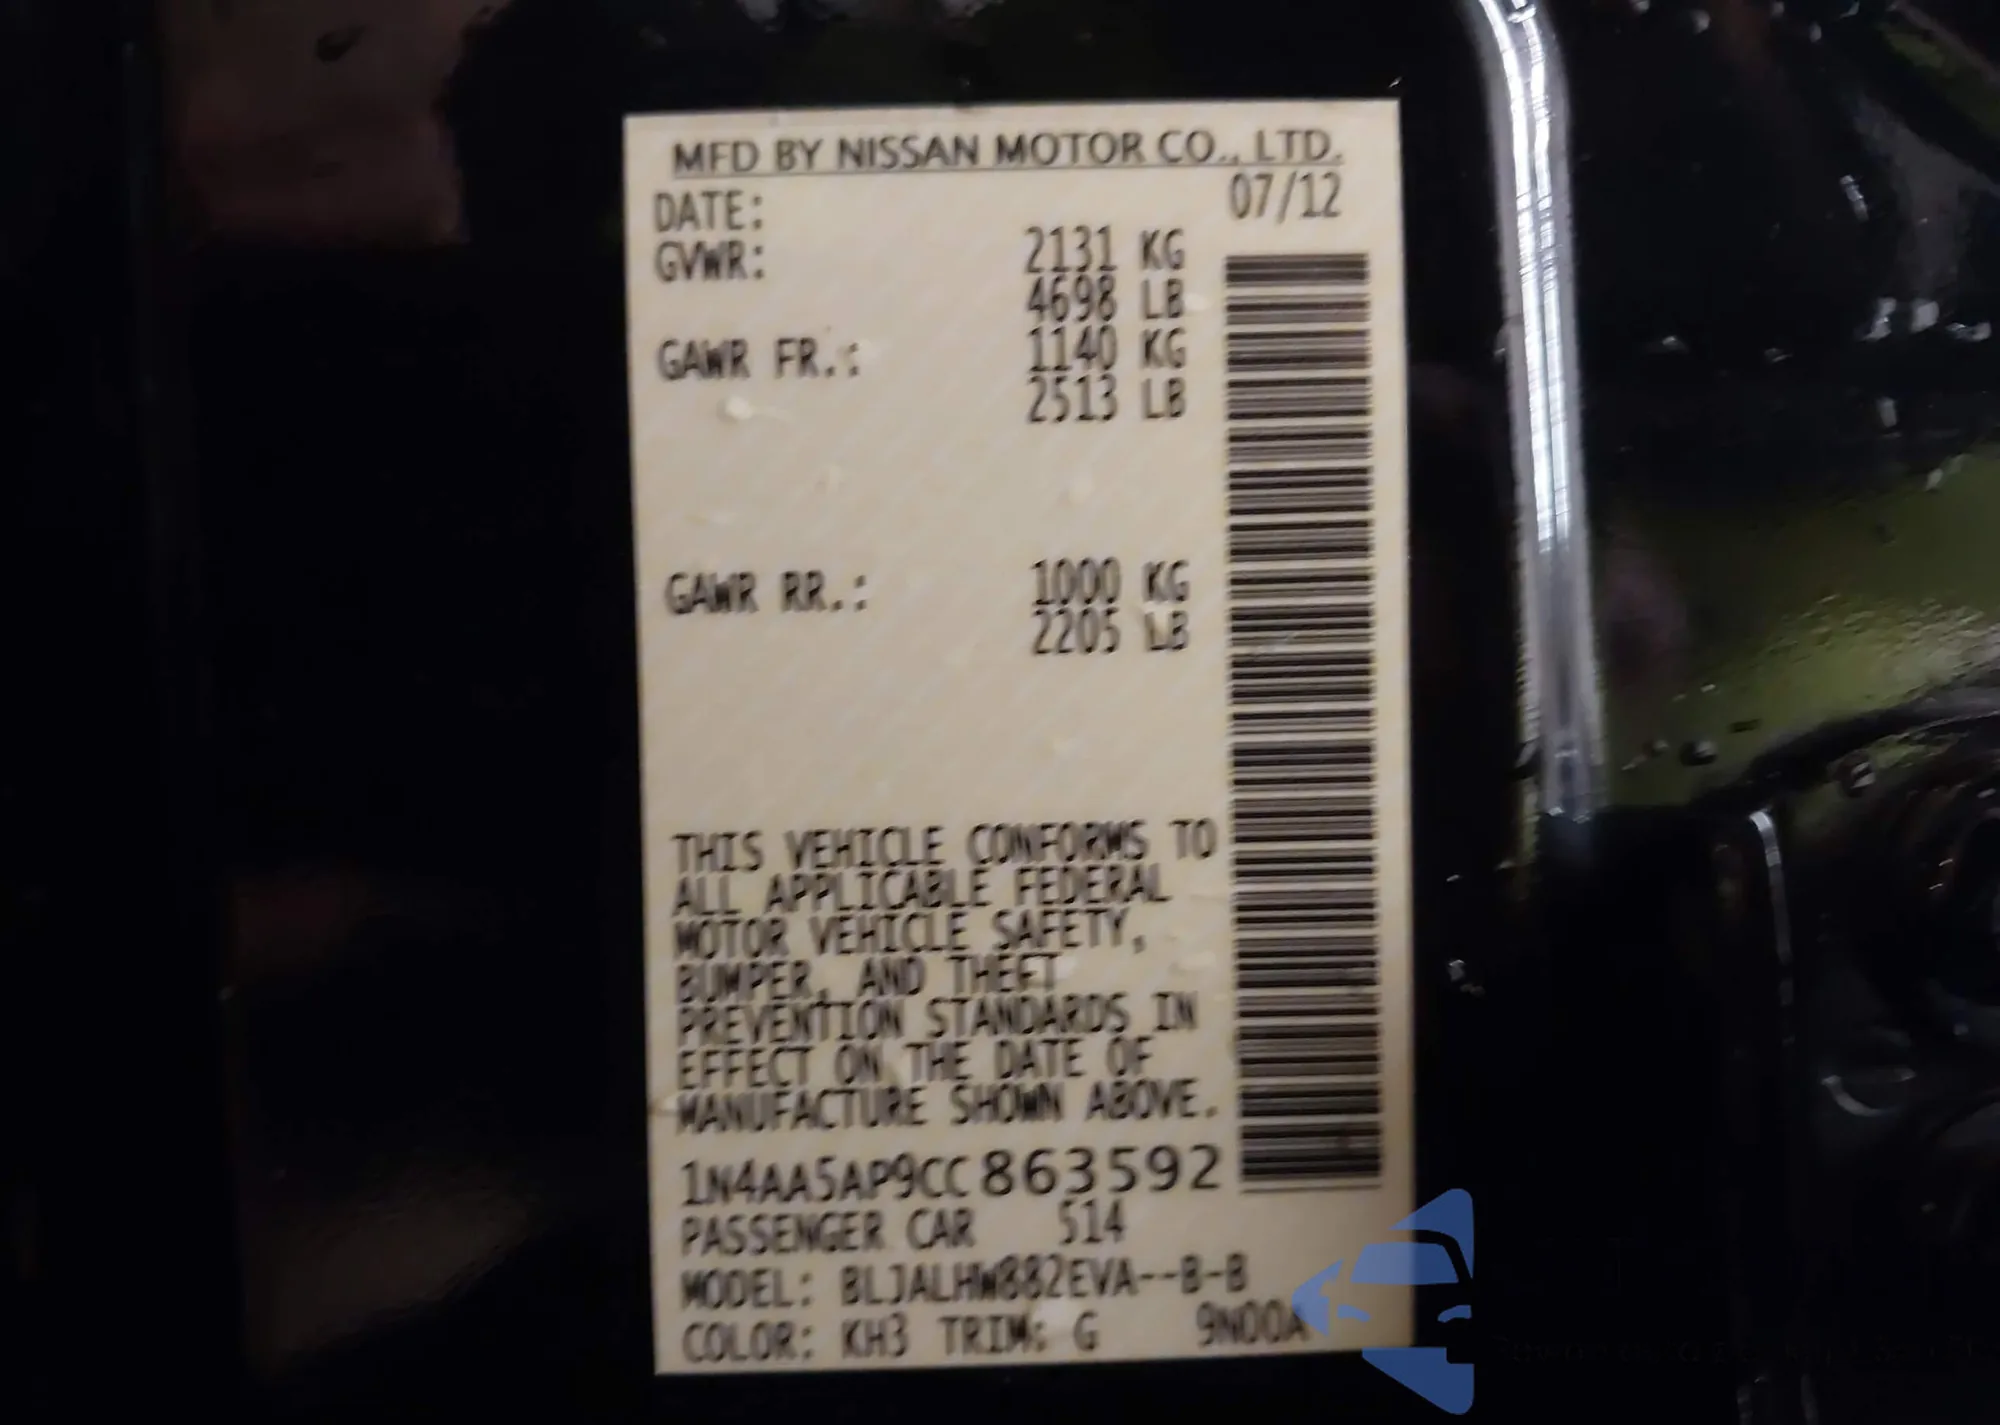 MFD BY NISSAN MOTOR CO., LTD.
DATE: 07/12
GVWR: 2131 KG
4698 LB
GAWR FR.: 1140 KG
2513 LB
GAWR RR.: 1000 KG
2205 LB
THIS VEHICLE CONFORMS TO
ALL APPLICABLE FEDERAL
MOTOR VEHICLE SAFETY,
BUMPER, AND THEFT
PREVENTION STANDARDS IN
EFFECT ON THE DATE OF
MANUFACTURE SHOWN ABOVE.
1N4AA5AP9CC863592
PASSENGER CAR 514
MODEL: BLJALHW882EVA--B-B
COLOR: KH3 TRIM: G 9N00A